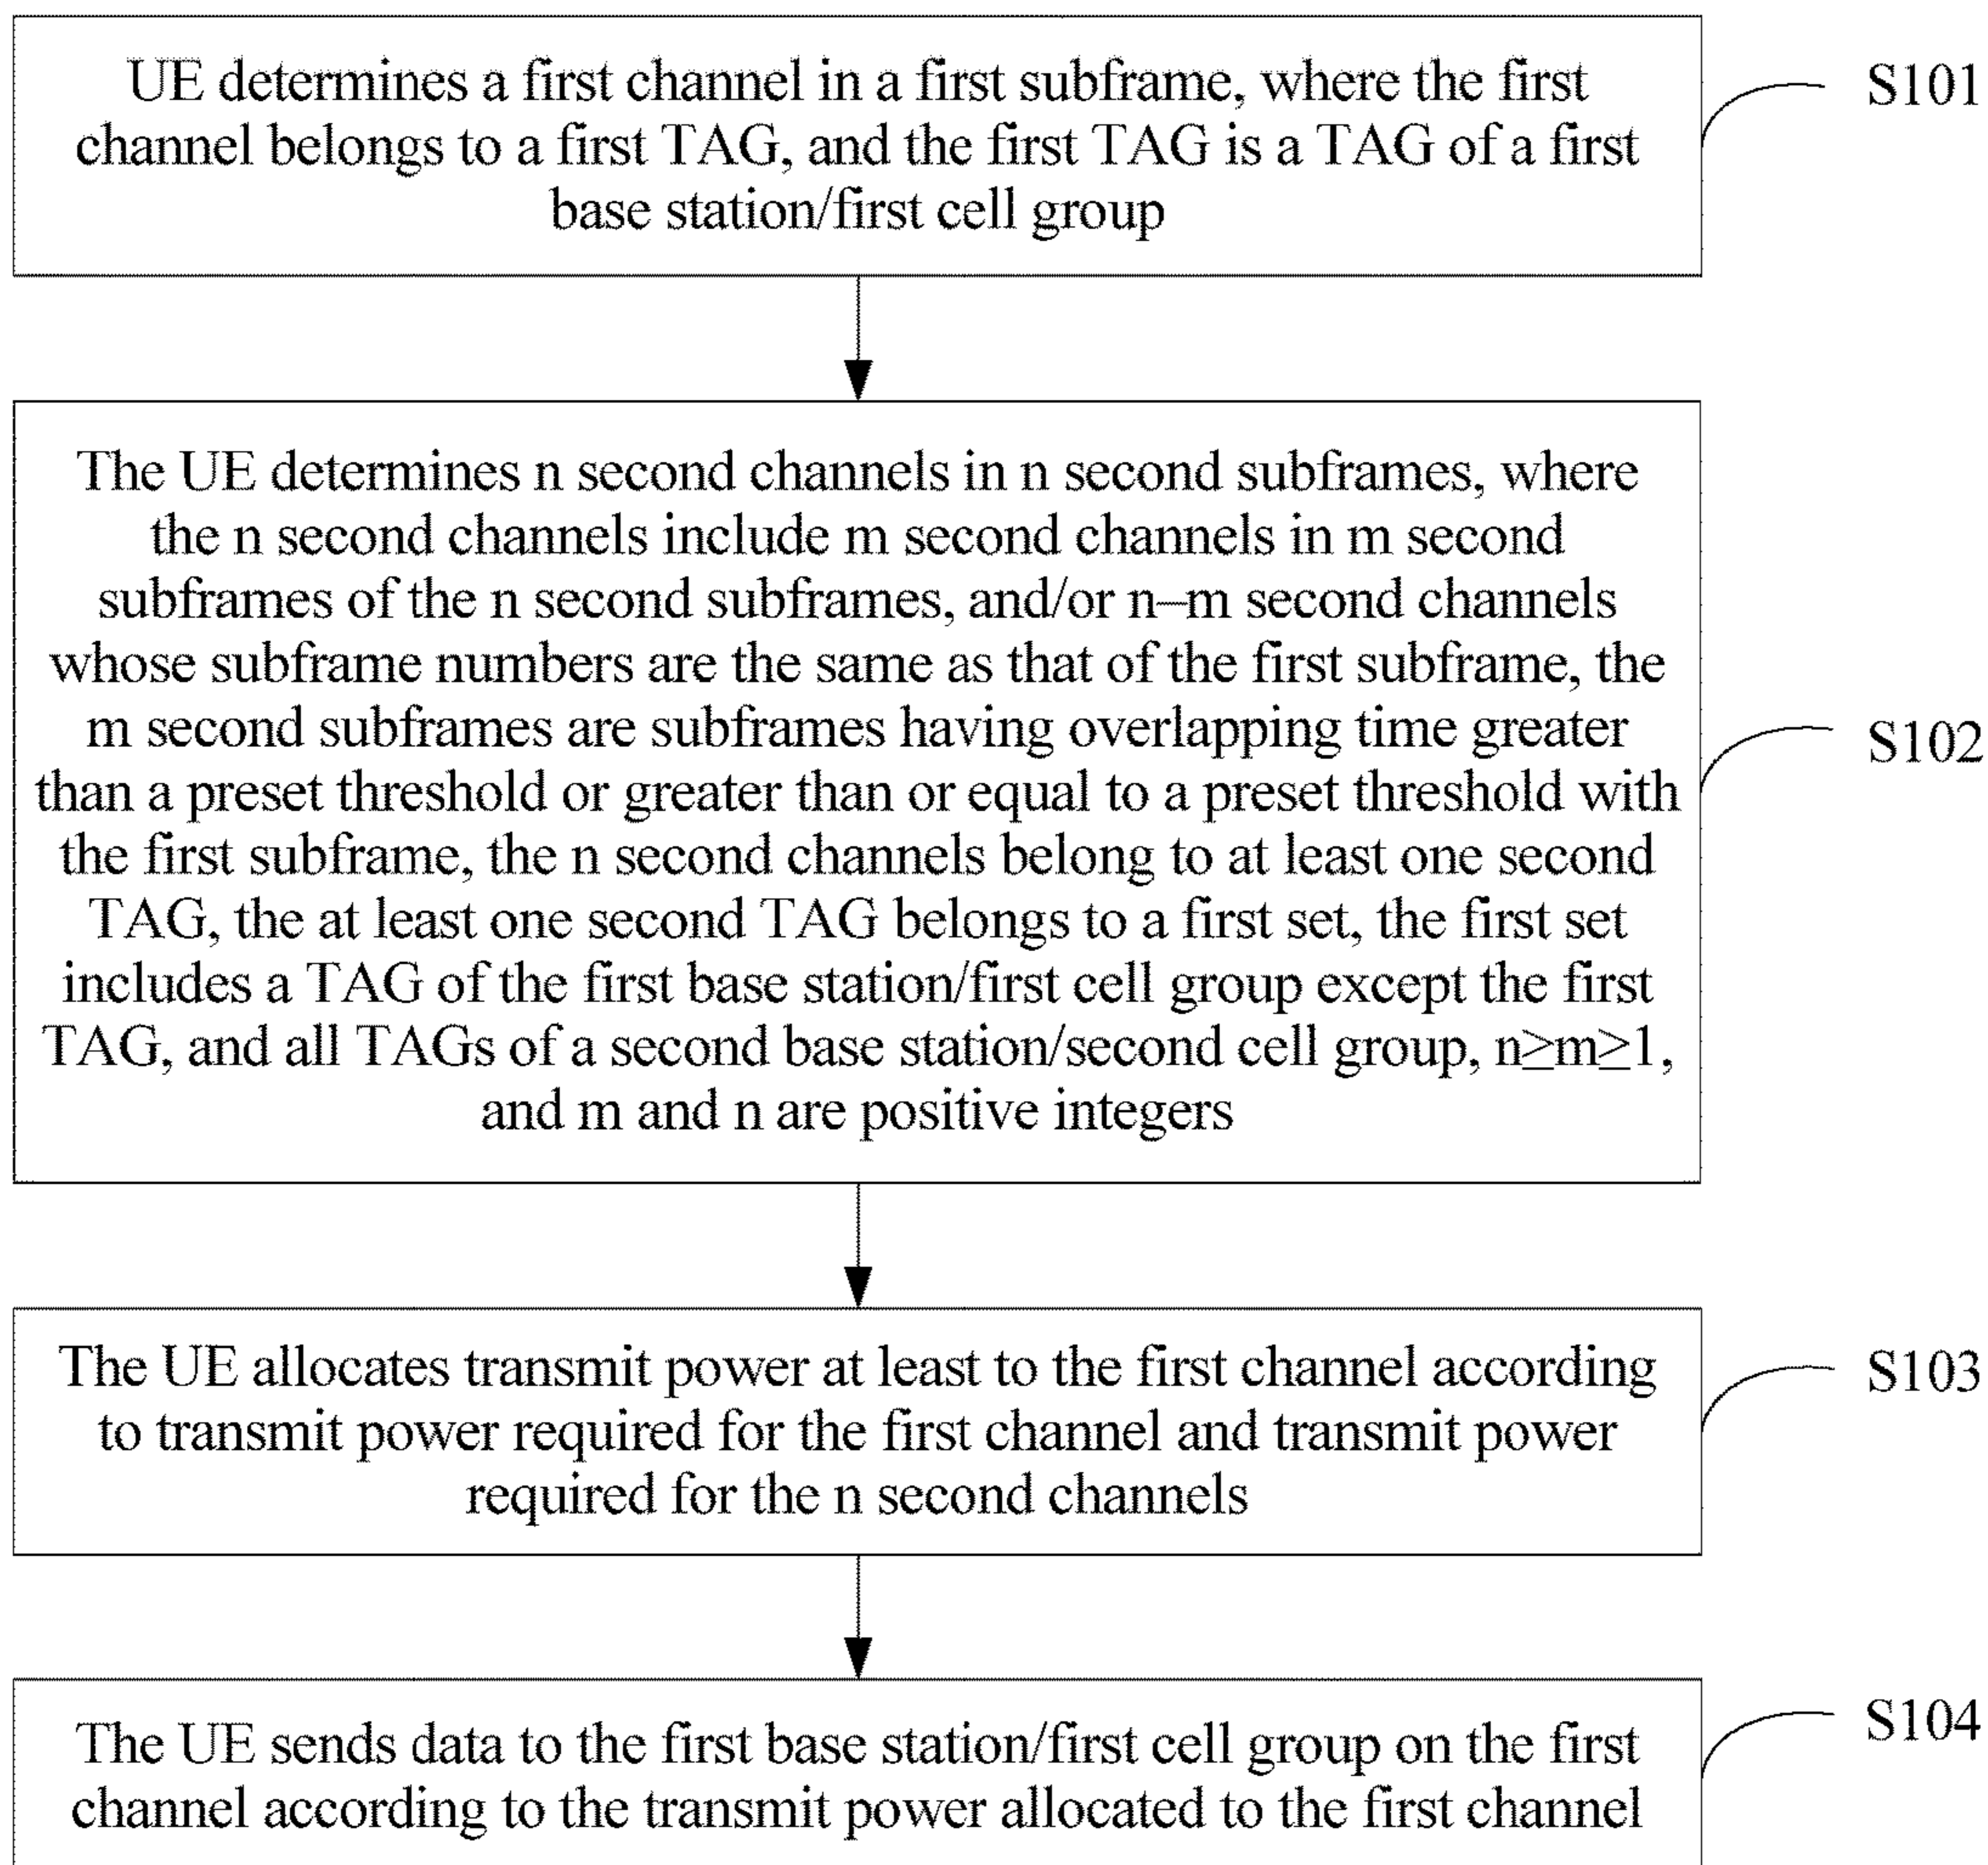 UE determines a first channel in a first subframe, where the first
channel belongs to a first TAG, and the first TAG is a TAG of a first
base station/first cell group
S101
The UE determines n second channels in n second subframes, where
the n second channels include m second channels in m second
subframes of the n second subframes, and/or n–m second channels
whose subframe numbers are the same as that of the first subframe, the
m second subframes are subframes having overlapping time greater
than a preset threshold or greater than or equal to a preset threshold with
the first subframe, the n second channels belong to at least one second
TAG, the at least one second TAG belongs to a first set, the first set
includes a TAG of the first base station/first cell group except the first
TAG, and all TAGs of a second base station/second cell group, n≥m≥1,
and m and n are positive integers
S102
The UE allocates transmit power at least to the first channel according
to transmit power required for the first channel and transmit power
required for the n second channels
S103
The UE sends data to the first base station/first cell group on the first
channel according to the transmit power allocated to the first channel
S104